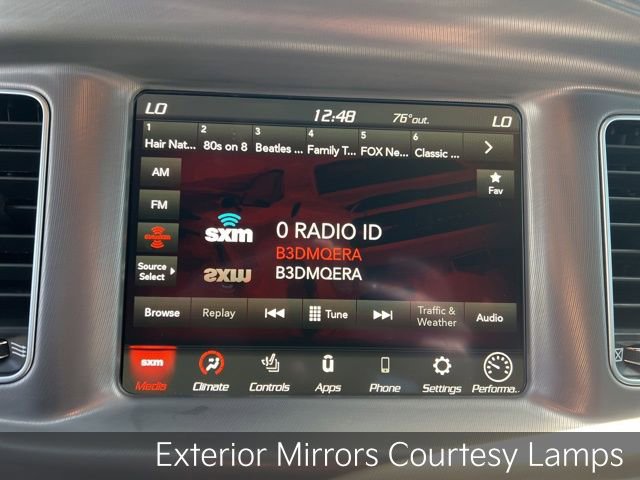 LO 12:48 76°out. LO
1 2 3 4 5 6
Hair Nat... 80s on 8 Beatles ... Family T... FOX Ne... Classic ...
AM
Fav
FM
sxm 0 RADIO ID
B3DMQERA
Source Select B3DMQERA
Browse Replay Tune Traffic & Weather Audio
sxm
Media Climate Controls Apps Phone Settings Performa..
Exterior Mirrors Courtesy Lamps